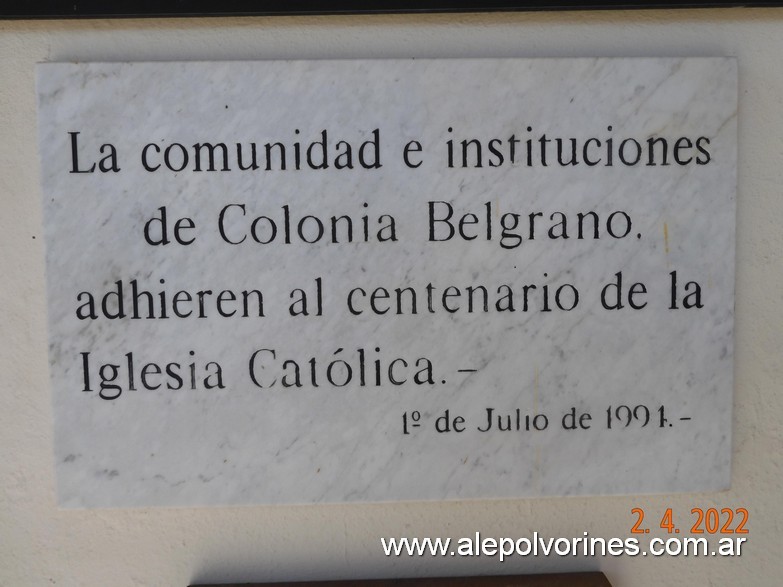 La comunidad e instituciones
de Colonia Belgrano,
adhieren al centenario de la
Iglesia Católica.-
1º de Julio de 1991.-
2. 4. 2022
www.alepolvorines.com.ar